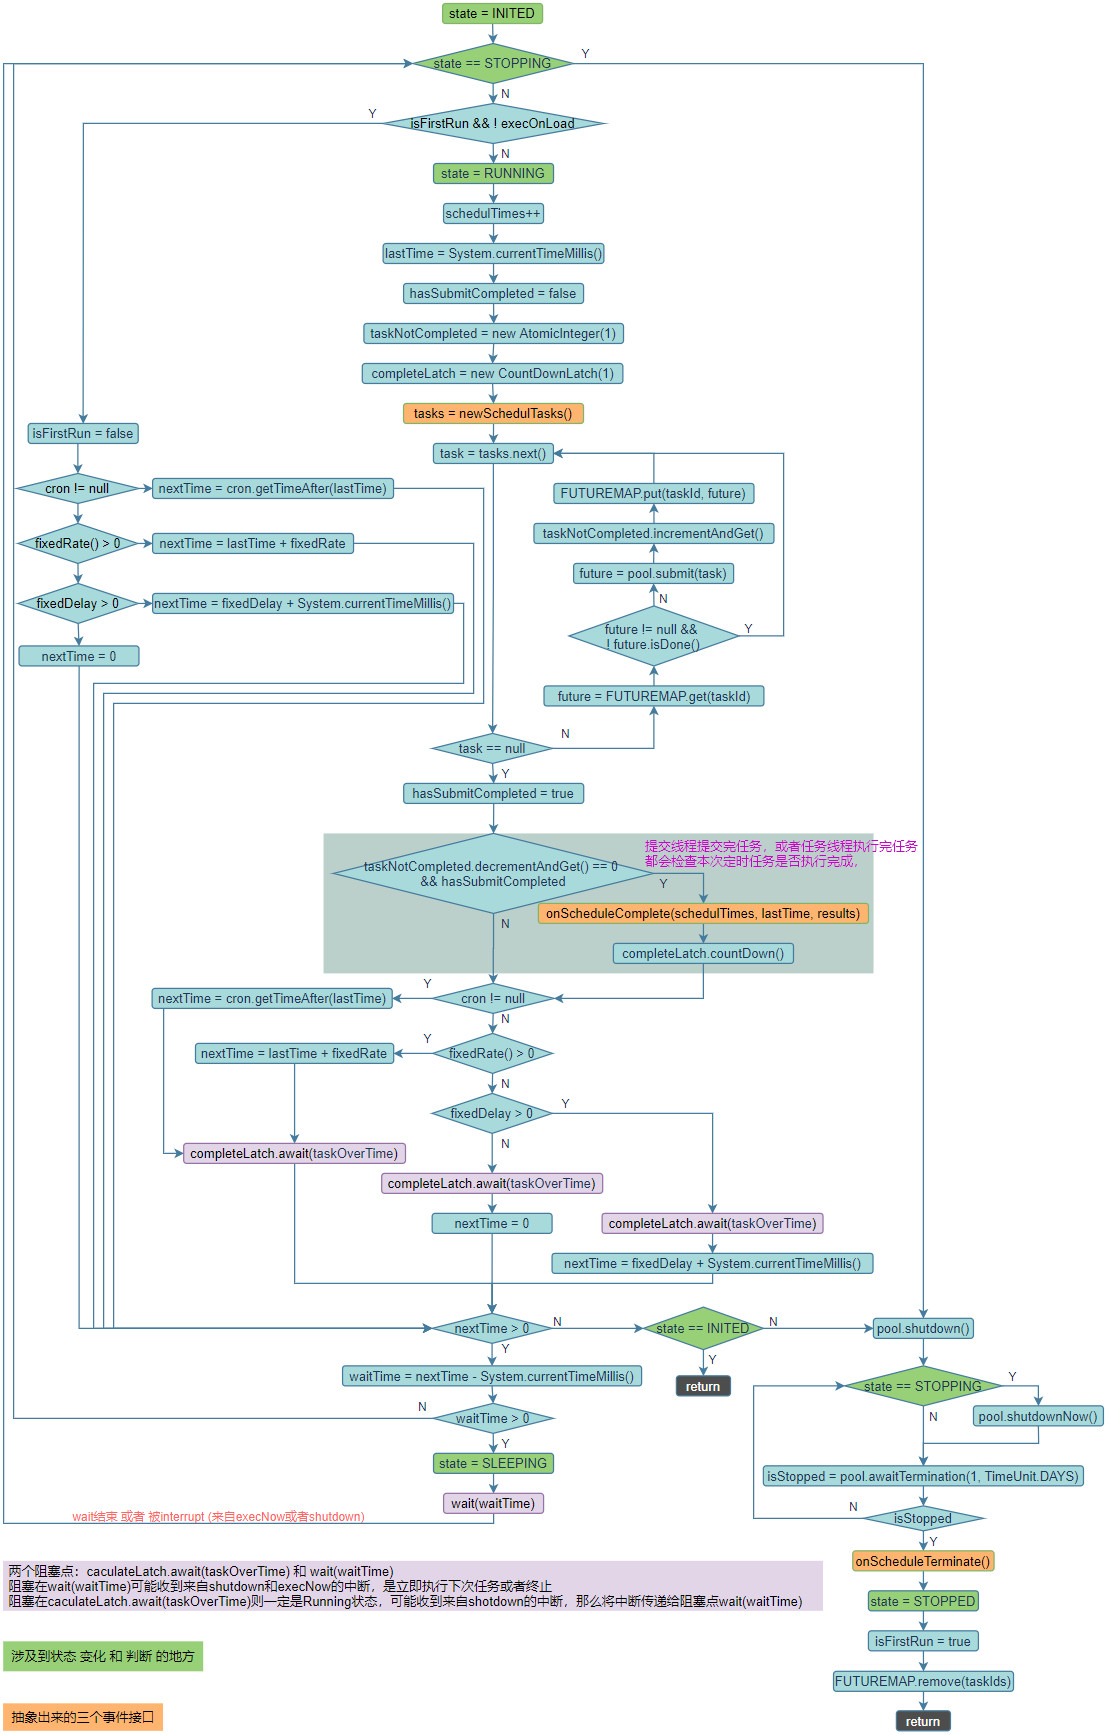 state = INITED
state == STOPPING
Y
N
isFirstRun && ! execOnLoad
Y
N
state = RUNNING
schedulTimes++
lastTime = System.currentTimeMillis()
hasSubmitCompleted = false
taskNotCompleted = new AtomicInteger(1)
completeLatch = new CountDownLatch(1)
tasks = newSchedulTasks()
task = tasks.next()
isFirstRun = false
cron != null
nextTime = cron.getTimeAfter(lastTime)
fixedRate() > 0
nextTime = lastTime + fixedRate
fixedDelay > 0
nextTime = fixedDelay + System.currentTimeMillis()
nextTime = 0
FUTUREMAP.put(taskId, future)
taskNotCompleted.incrementAndGet()
future = pool.submit(task)
N
future != null &&
! future.isDone()
Y
future = FUTUREMAP.get(taskId)
task == null
N
Y
hasSubmitCompleted = true
提交线程提交完任务，或者任务线程执行完任务
都会检查本次定时任务是否执行完成，
taskNotCompleted.decrementAndGet() == 0
&& hasSubmitCompleted
Y
N
onScheduleComplete(schedulTimes, lastTime, results)
completeLatch.countDown()
cron != null
Y
N
nextTime = cron.getTimeAfter(lastTime)
fixedRate() > 0
Y
N
nextTime = lastTime + fixedRate
fixedDelay > 0
Y
N
completeLatch.await(taskOverTime)
completeLatch.await(taskOverTime)
nextTime = 0
completeLatch.await(taskOverTime)
nextTime = fixedDelay + System.currentTimeMillis()
nextTime > 0
N
Y
state == INITED
N
Y
return
pool.shutdown()
waitTime = nextTime - System.currentTimeMillis()
waitTime > 0
N
Y
state = SLEEPING
wait(waitTime)
wait结束 或者 被interrupt (来自execNow或者shutdown)
state == STOPPING
Y
N
pool.shutdownNow()
isStopped = pool.awaitTermination(1, TimeUnit.DAYS)
isStopped
N
Y
onScheduleTerminate()
state = STOPPED
isFirstRun = true
FUTUREMAP.remove(taskIds)
return
两个阻塞点：caculateLatch.await(taskOverTime) 和 wait(waitTime)
阻塞在wait(waitTime)可能收到来自shutdown和execNow的中断，是立即执行下次任务或者终止
阻塞在caculateLatch.await(taskOverTime)则一定是Running状态，可能收到来自shotdown的中断，那么将中断传递给阻塞点wait(waitTime)
涉及到状态 变化 和 判断 的地方
抽象出来的三个事件接口